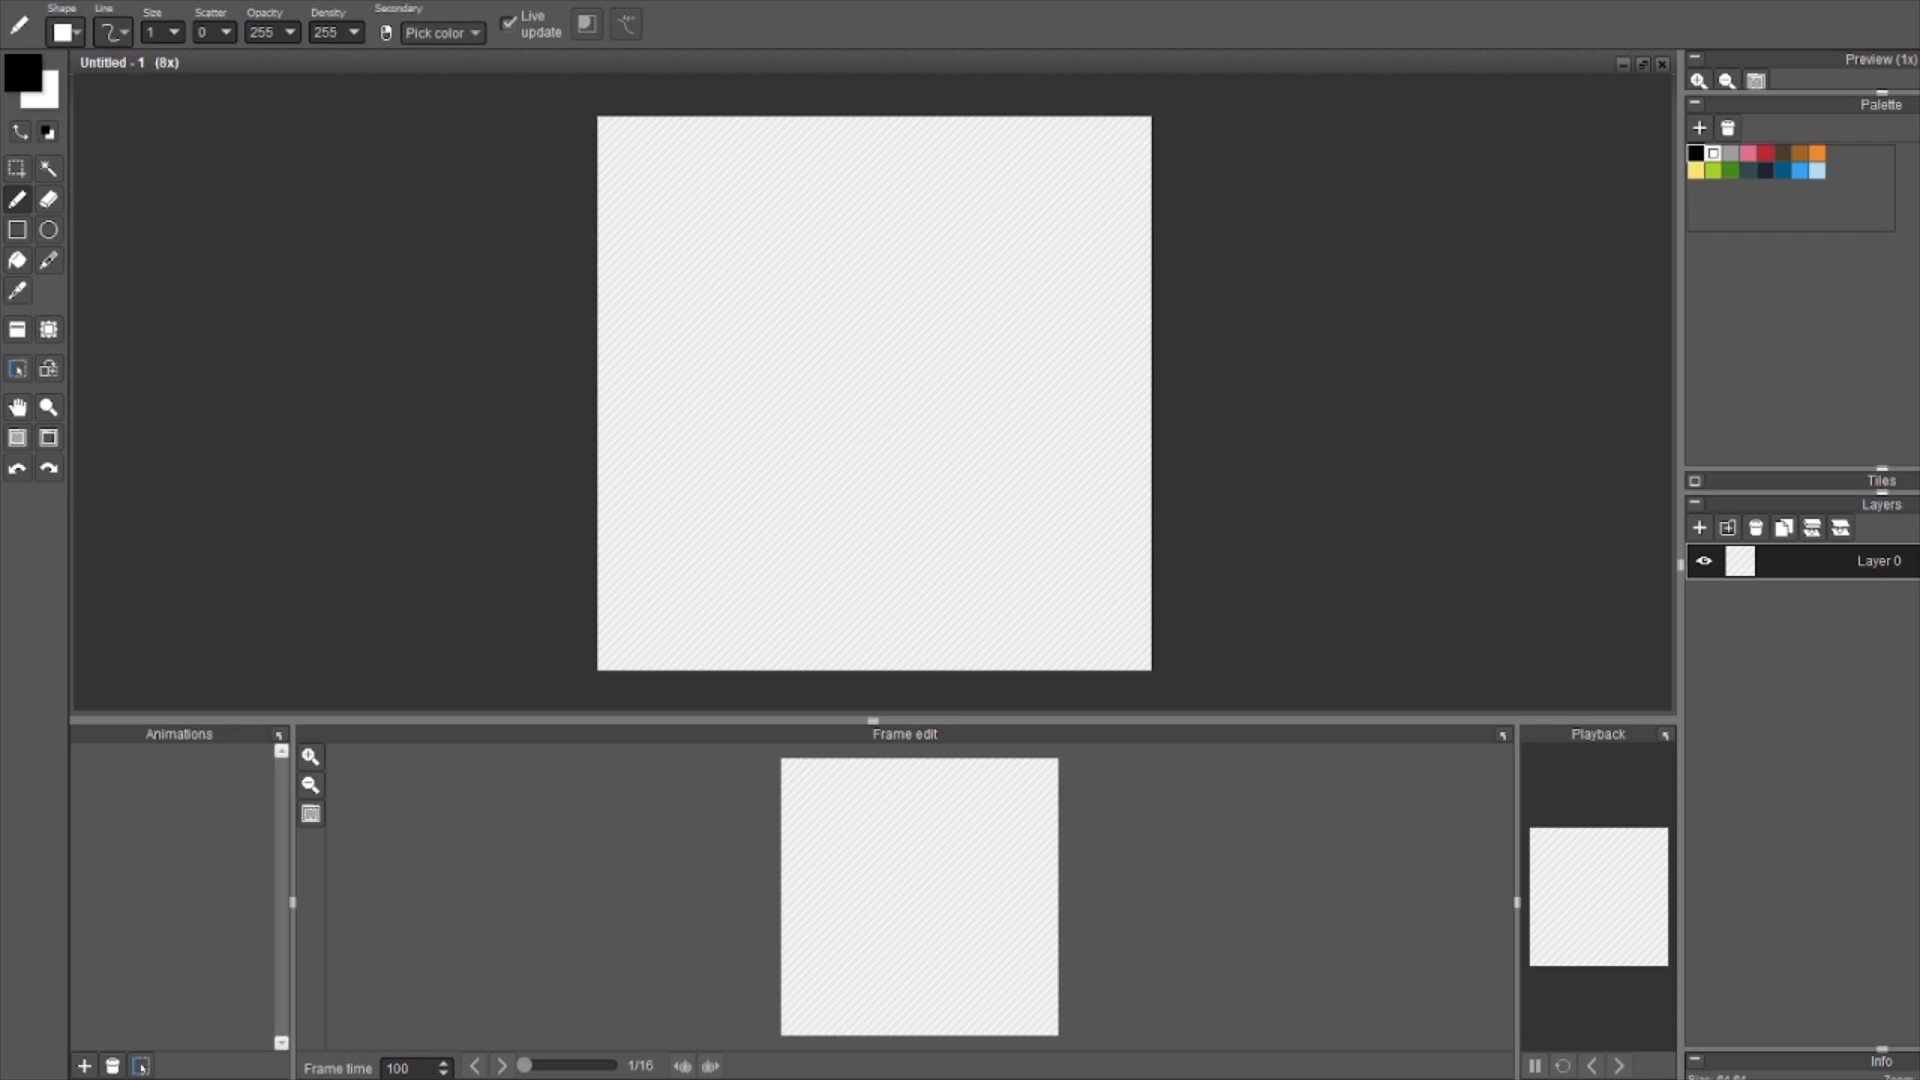 Shape Line Size Scatter Opacity Density Secondary
1 0 255 255 Pick color Live update
Untitled - 1 (8x)
Preview (1x)
Palette
Tiles
Layers
Layer 0
Animations Frame edit Playback
Frame time 100 1/16
Info